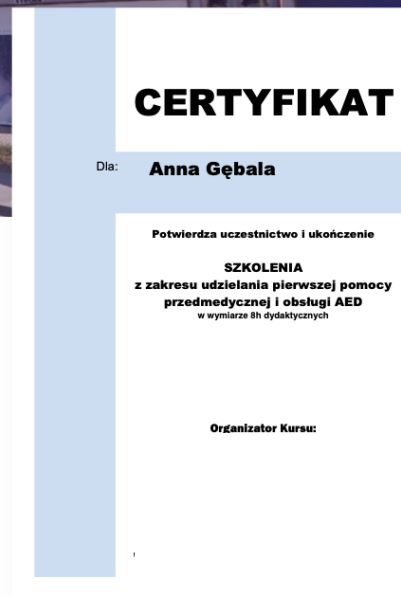 CERTYFIKAT
Dla: Anna Gębala
Potwierdza uczestnictwo i ukończenie
SZKOLENIA
z zakresu udzielania pierwszej pomocy
przedmedycznej i obsługi AED
w wymiarze 8h dydaktycznych
Organizator Kursu: